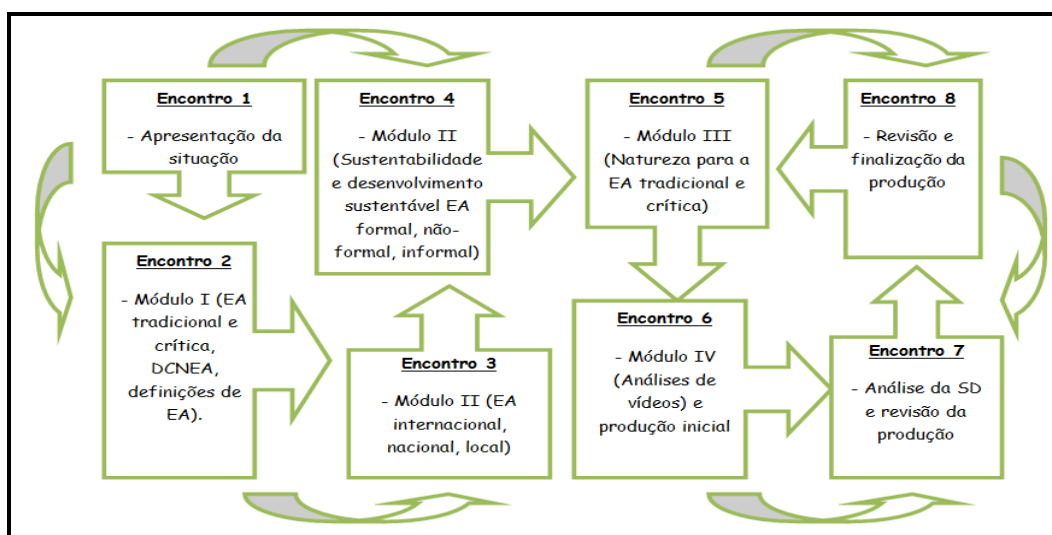 Encontro 1
- Apresentação da
situação
Encontro 2
- Módulo I (EA
tradicional e
crítica,
DCNEA,
definições de
EA).
Encontro 3
- Módulo II (EA
internacional,
nacional, local)
Encontro 4
- Módulo II
(Sustentabilidade
e desenvolvimento
sustentável EA
formal, não-
formal, informal)
Encontro 5
- Módulo III
(Natureza para a
EA tradicional e
crítica)
Encontro 6
- Módulo IV
(Análises de
vídeos) e
produção inicial
Encontro 7
- Análise da SD
e revisão da
produção
Encontro 8
- Revisão e
finalização da
produção